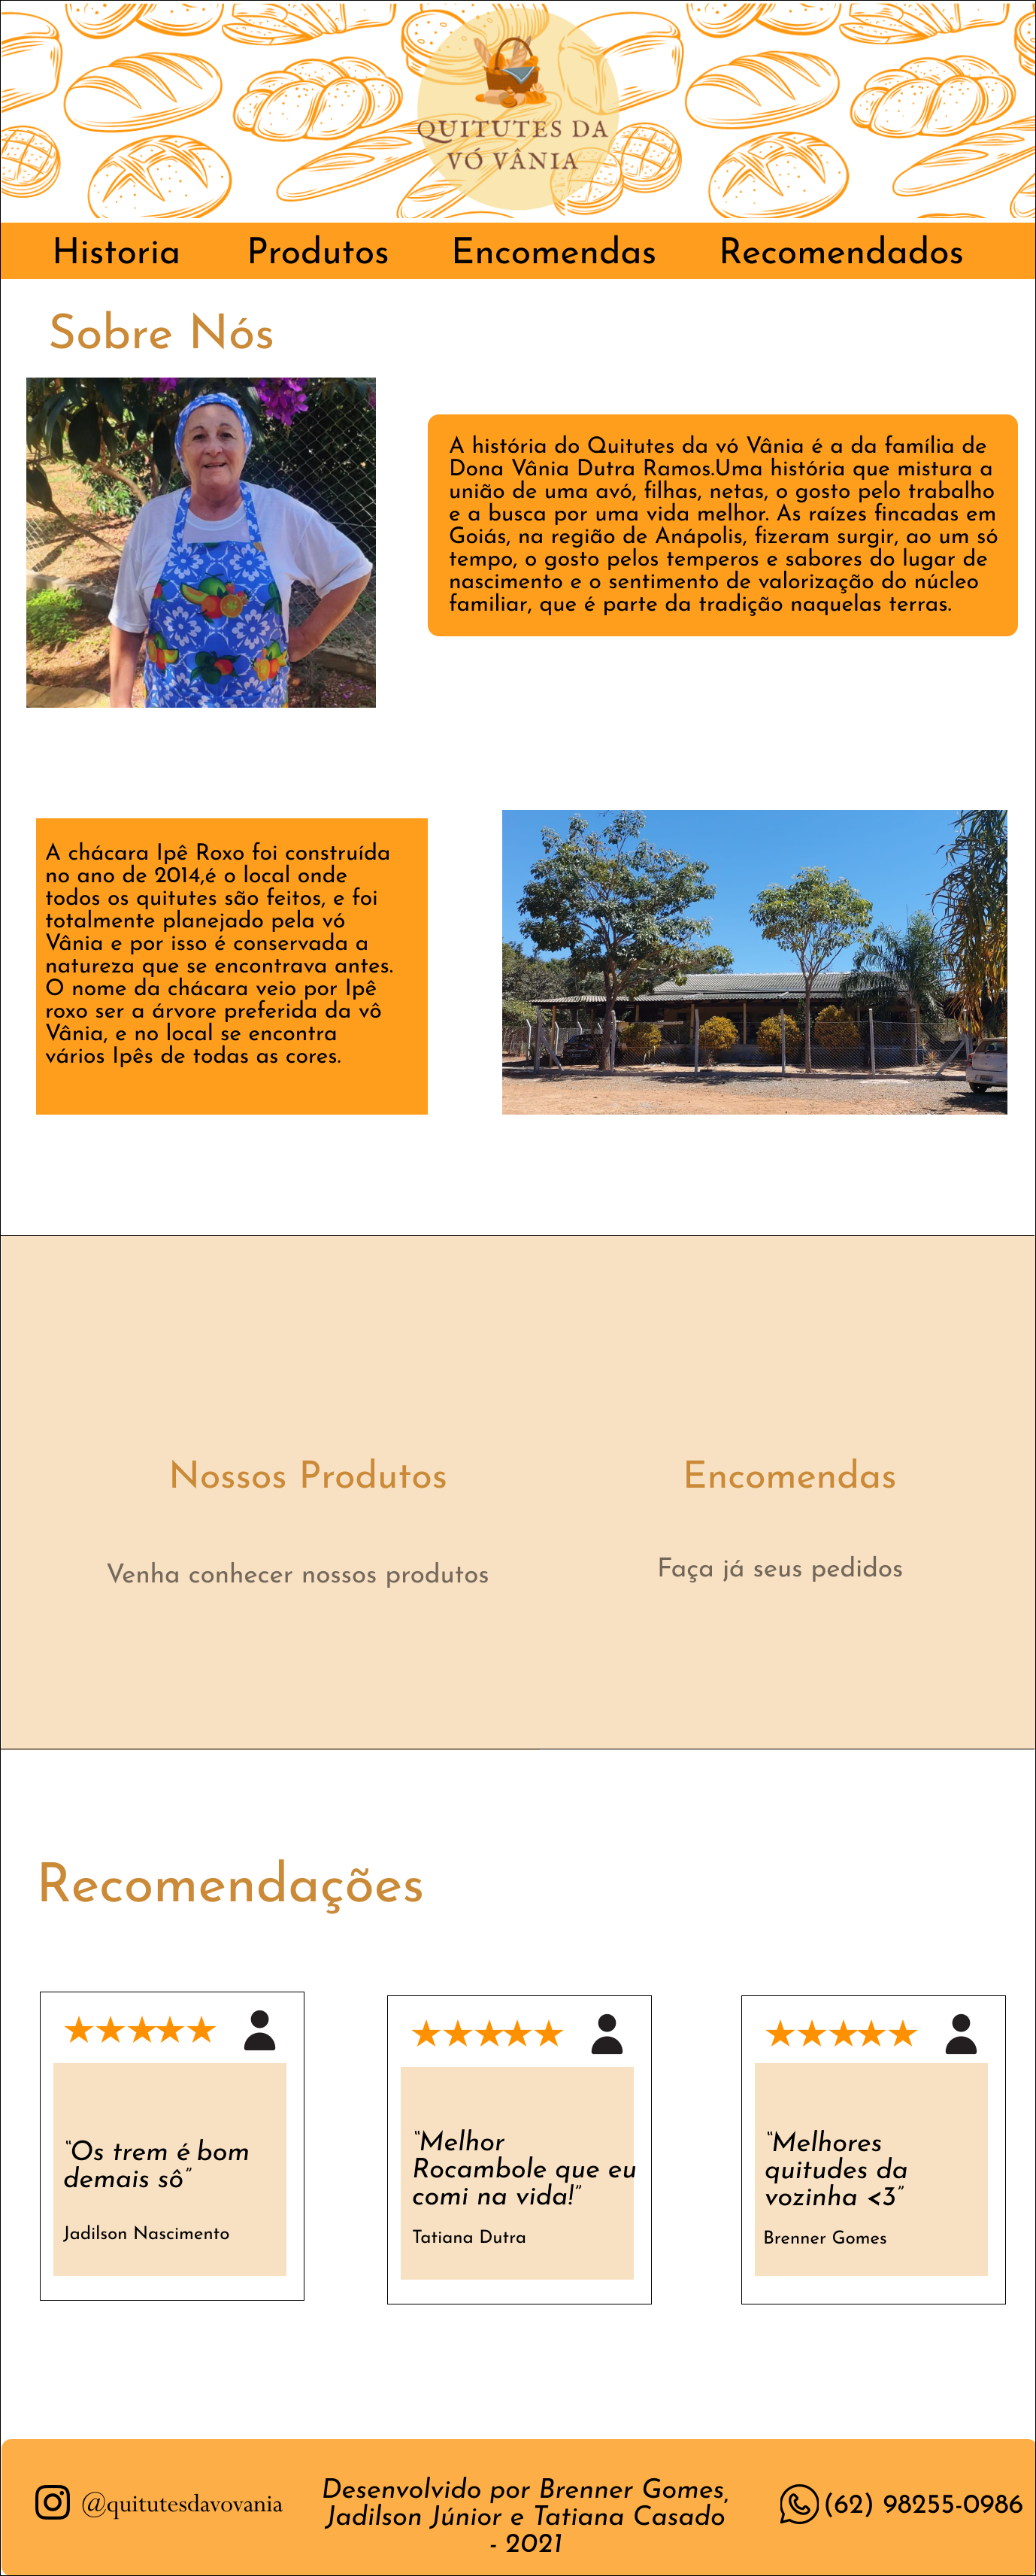 QUITUTES DA
VÓ VÂNIA
Historia Produtos Encomendas Recomendados
Sobre Nós
A história do Quitutes da vó Vânia é a da família de
Dona Vânia Dutra Ramos.Uma história que mistura a
união de uma avó, filhas, netas, o gosto pelo trabalho
e a busca por uma vida melhor. As raízes fincadas em
Goiás, na região de Anápolis, fizeram surgir, ao um só
tempo, o gosto pelos temperos e sabores do lugar de
nascimento e o sentimento de valorização do núcleo
familiar, que é parte da tradição naquelas terras.
A chácara Ipê Roxo foi construída
no ano de 2014,é o local onde
todos os quitutes são feitos, e foi
totalmente planejado pela vó
Vânia e por isso é conservada a
natureza que se encontrava antes.
O nome da chácara veio por Ipê
roxo ser a árvore preferida da vô
Vânia, e no local se encontra
vários Ipês de todas as cores.
Nossos Produtos
Venha conhecer nossos produtos
Encomendas
Faça já seus pedidos
Recomendações
“Os trem é bom
demais sô”
Jadilson Nascimento
“Melhor
Rocambole que eu
comi na vida!”
Tatiana Dutra
“Melhores
quitudes da
vozinha <3”
Brenner Gomes
@quitutesdavovania
Desenvolvido por Brenner Gomes,
Jadilson Júnior e Tatiana Casado
- 2021
(62) 98255-0986